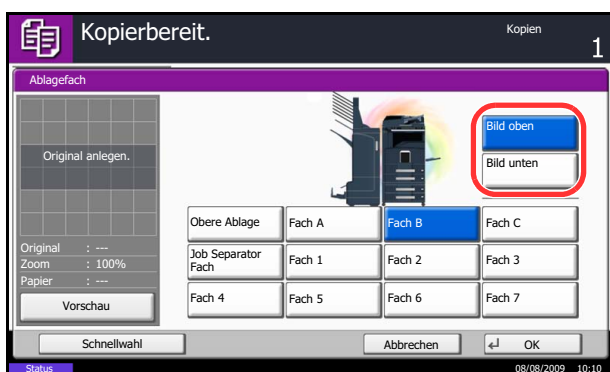 Kopierbereit.
Kopien
1
Ablagefach
Original anlegen.
Bild oben
Bild unten
Obere Ablage
Fach A
Fach B
Fach C
Job Separator
Fach
Fach 1
Fach 2
Fach 3
Fach 4
Fach 5
Fach 6
Fach 7
Original : ---
Zoom : 100%
Papier : ---
Vorschau
Schnellwahl
Abbrechen
OK
Status
08/08/2009 10:10